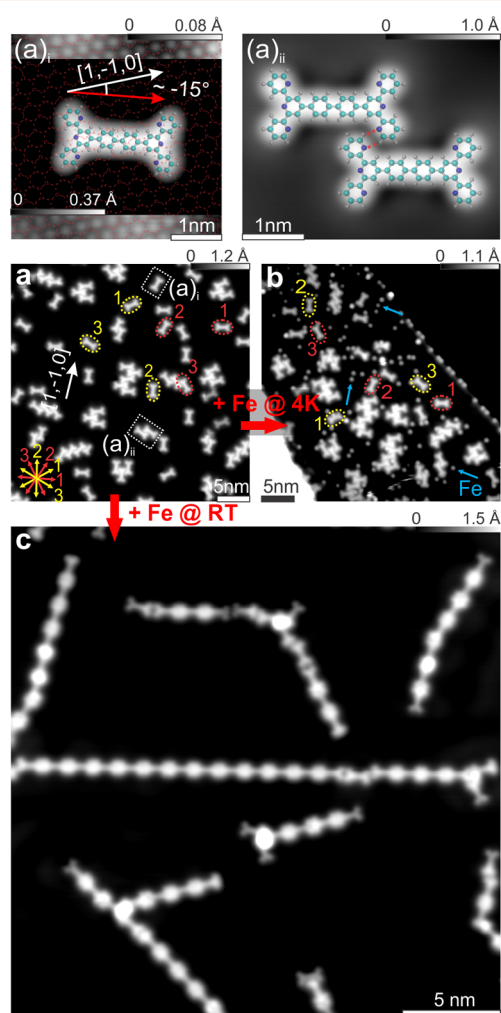 (a)i
0 0.08 Å
[1,-1,0]
~ -15°
0 0.37 Å
1nm
(a)ii
0 1.0 Å
1nm
a
0 1.2 Å
(a)i
1
2
1
3
2
3
[1,-1,0]
(a)ii
3 2 2 1 1 3
5nm
b
0 1.1 Å
2
3
3
2
1
1
Fe
5nm
+ Fe @ 4K
+ Fe @ RT
c
0 1.5 Å
5 nm